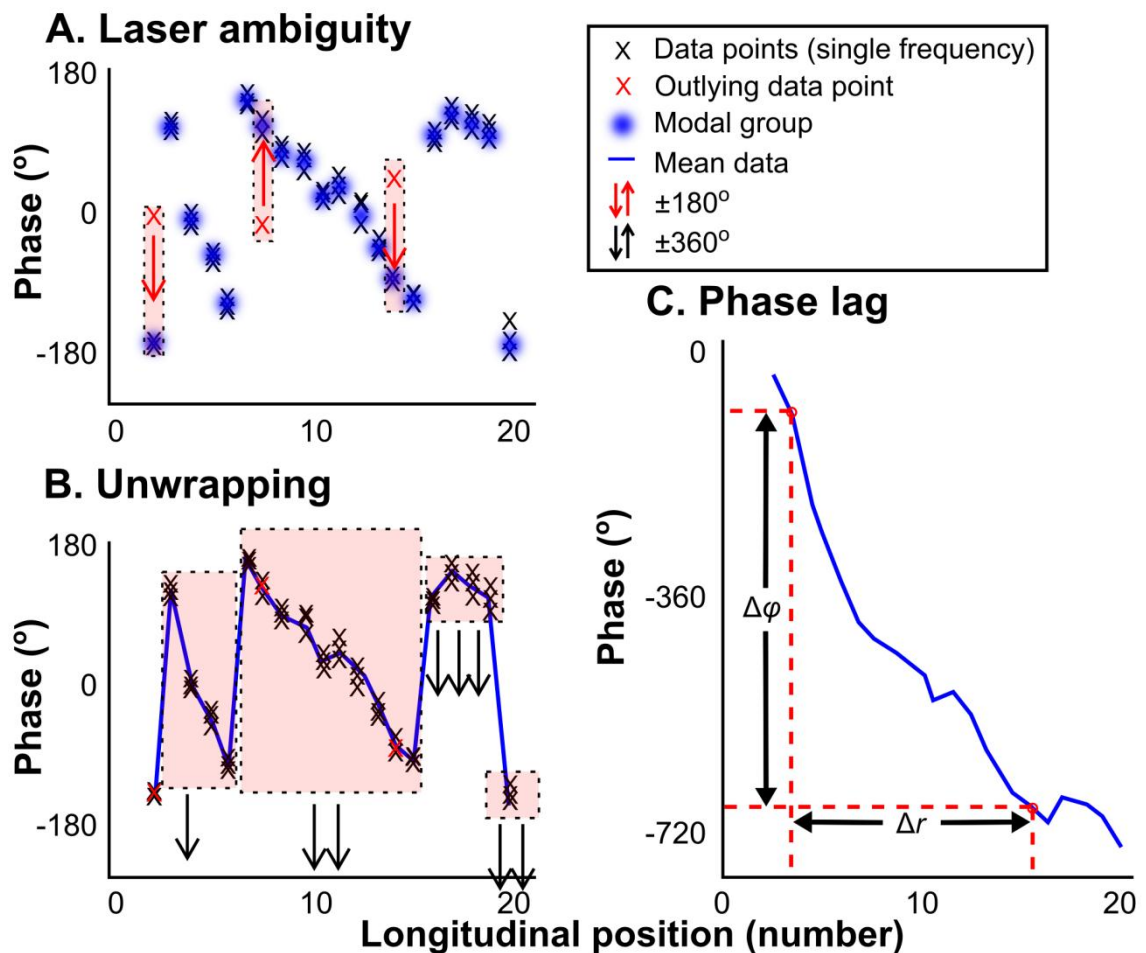 A. Laser ambiguity
180
0
-180
Phase (º)
0 10 20
X Data points (single frequency)
X Outlying data point
Modal group
Mean data
±180º
±360º
B. Unwrapping
180
0
-180
Phase (º)
0 10 20
C. Phase lag
0
-360
-720
Phase (º)
Δφ
Δr
0 10 20
Longitudinal position (number)